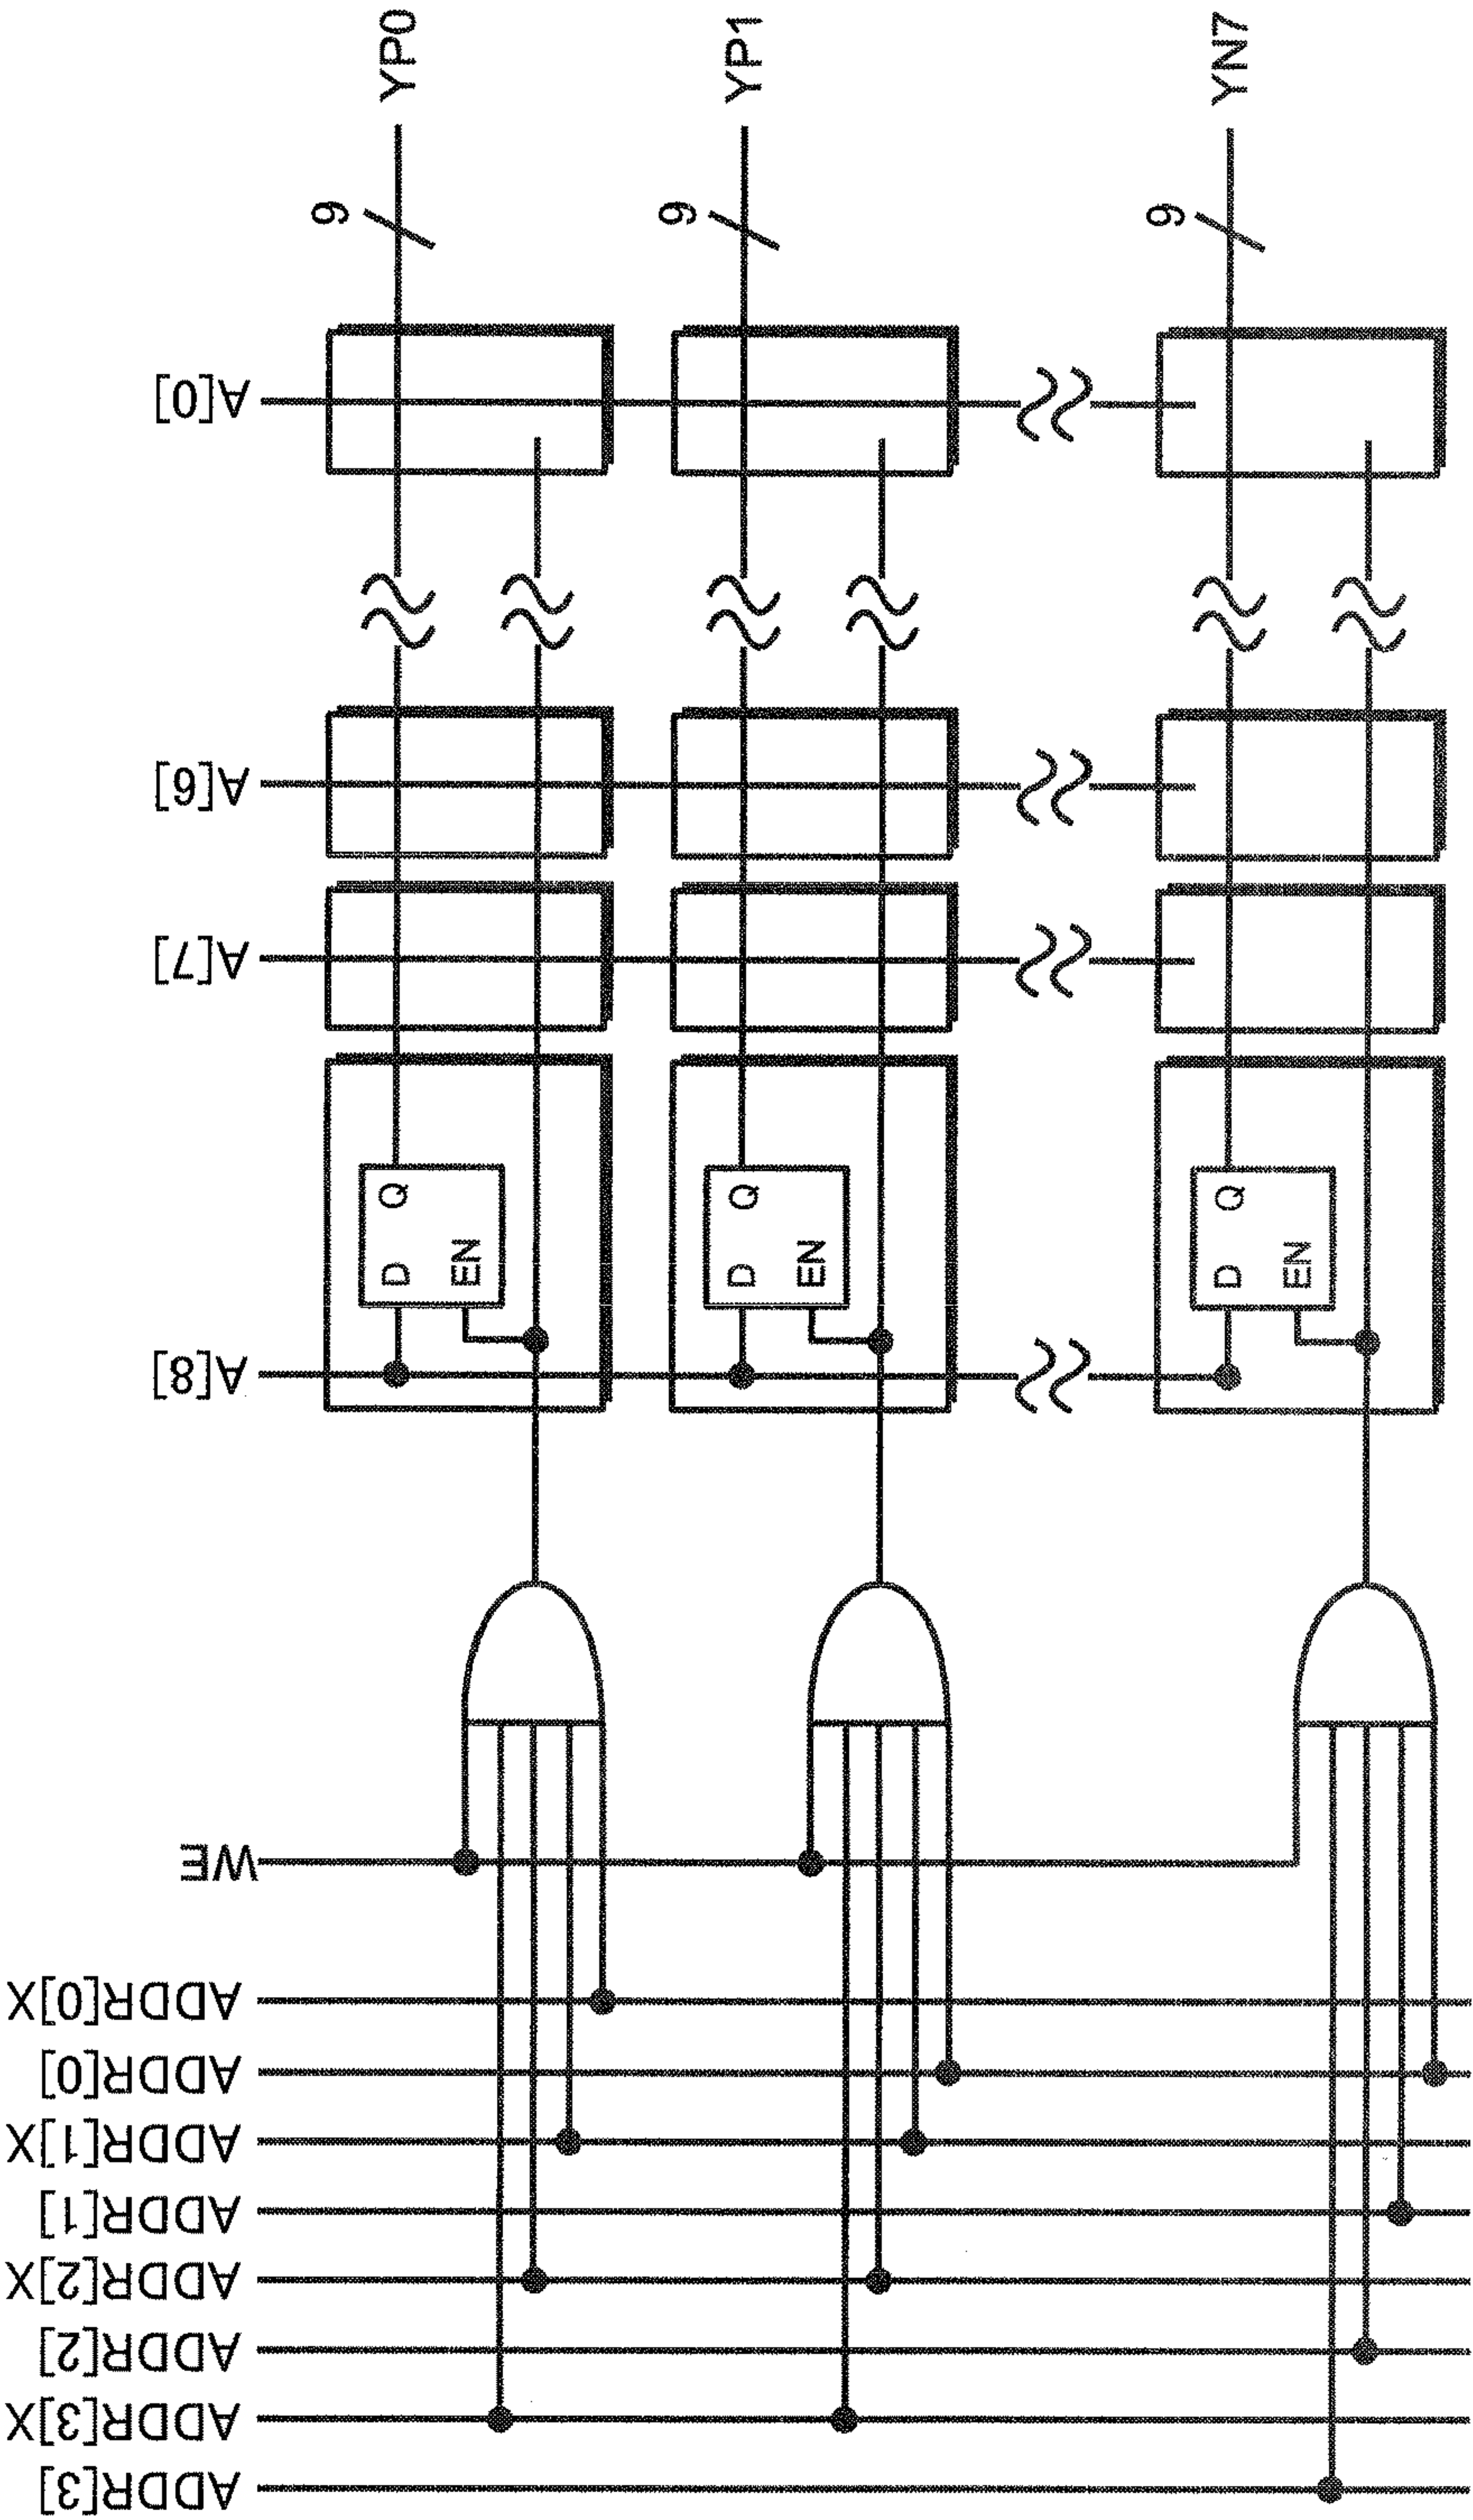 YP0
YP1
YN7
9
9
9
A[0]
A[6]
A[7]
Q
D
EN
Q
D
EN
Q
D
EN
A[8]
WE
ADDR[0]X
ADDR[0]
ADDR[1]X
ADDR[1]
ADDR[2]X
ADDR[2]
ADDR[3]X
ADDR[3]